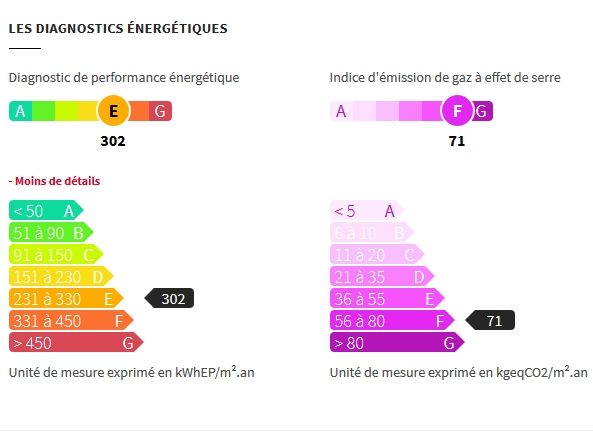 LES DIAGNOSTICS ÉNERGÉTIQUES
Diagnostic de performance énergétique
A E G
302
Indice d'émission de gaz à effet de serre
A F G
71
- Moins de détails
< 50 A
51 à 90 B
91 à 150 C
151 à 230 D
231 à 330 E
302
331 à 450 F
> 450 G
Unité de mesure exprimé en kWhEP/m².an
< 5 A
6 à 10 B
11 à 20 C
21 à 35 D
36 à 55 E
56 à 80 F
71
> 80 G
Unité de mesure exprimé en kgeqCO2/m².an